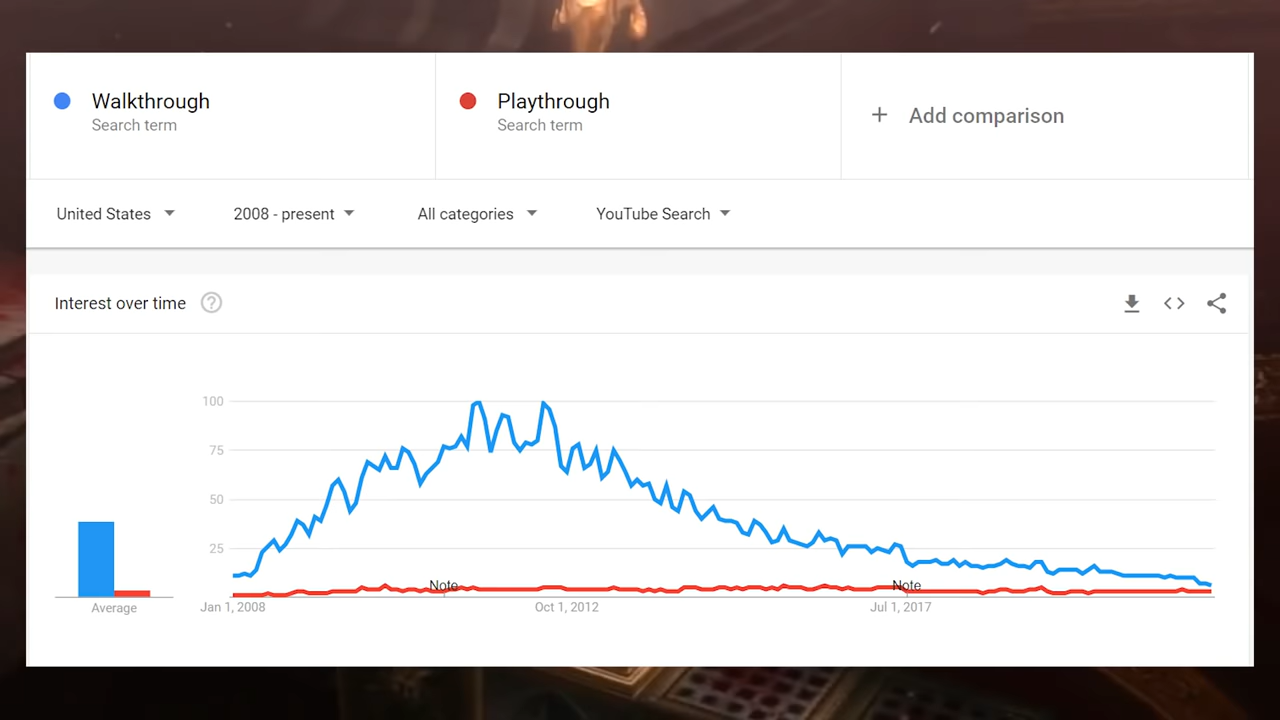 Walkthrough
Search term
Playthrough
Search term
+ Add comparison
United States
2008 - present
All categories
YouTube Search
Interest over time ?
100
75
50
25
Note
Note
Average
Jan 1, 2008
Oct 1, 2012
Jul 1, 2017